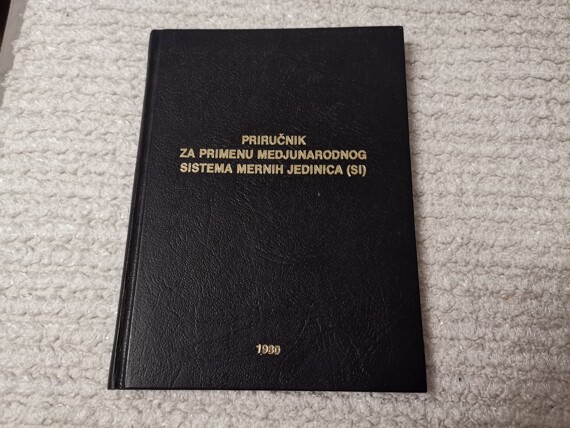 PRIRUČNIK
ZA PRIMENU MEDJUNARODNOG
SISTEMA MERNIH JEDINICA (SI)
1980